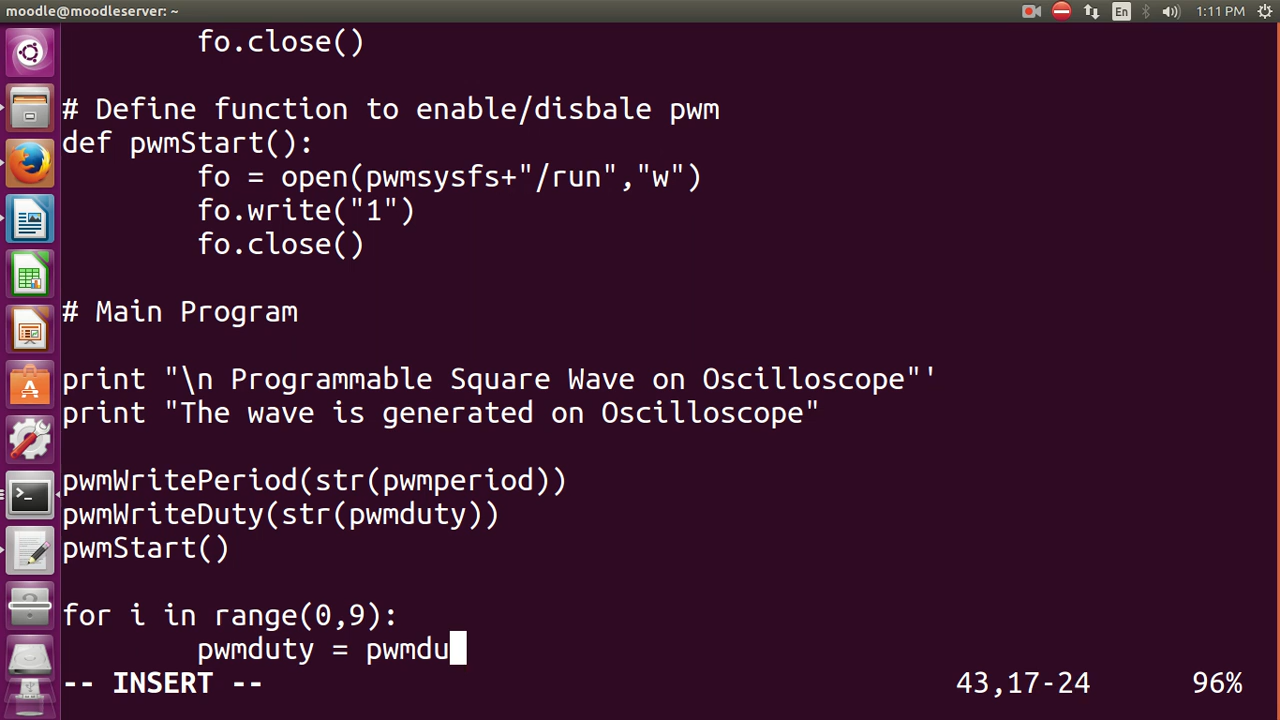 moodle@moodleserver: ~
En
1:11 PM
fo.close()
# Define function to enable/disbale pwm
def pwmStart():
fo = open(pwmsysfs+"/run","w")
fo.write("1")
fo.close()
# Main Program
print "\n Programmable Square Wave on Oscilloscope"'
print "The wave is generated on Oscilloscope"
pwmWritePeriod(str(pwmperiod))
pwmWriteDuty(str(pwmduty))
pwmStart()
for i in range(0,9):
pwmduty = pwmdu
-- INSERT --
43,17-24
96%